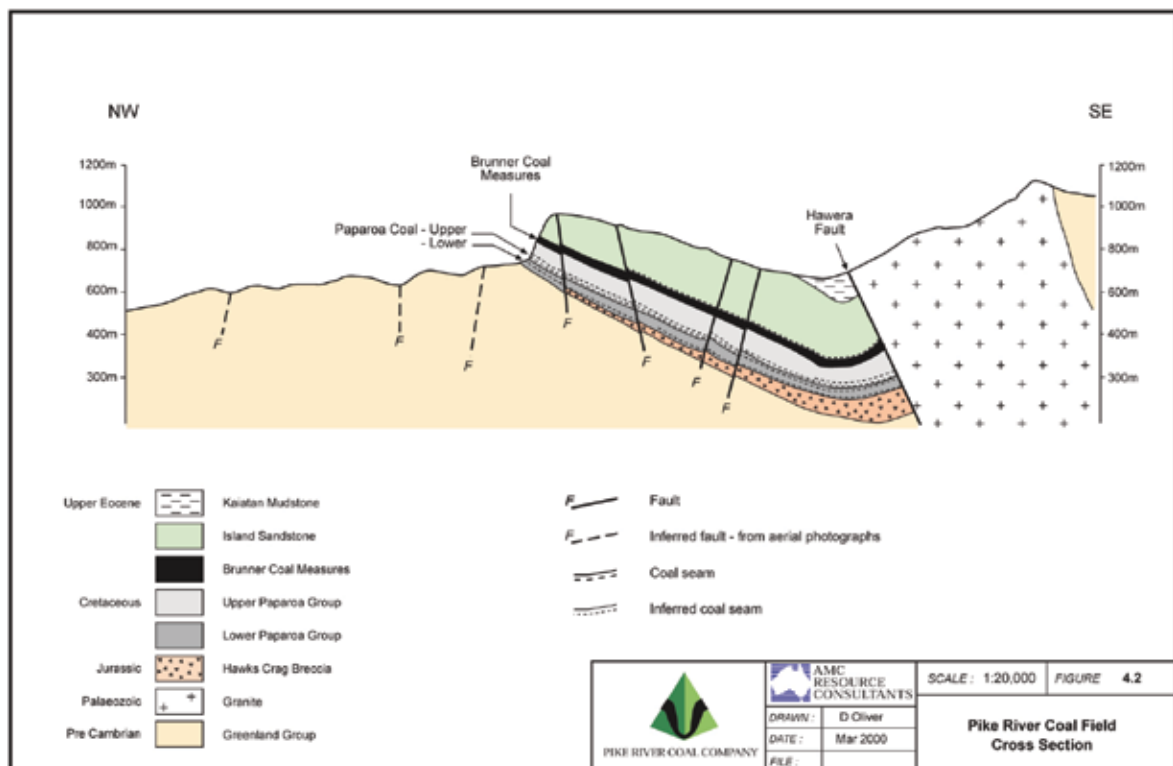 NW
SE
1200m
1000m
800m
600m
400m
300m
1200m
1000m
800m
600m
400m
300m
Brunner Coal
Measures
Paparoa Coal - Upper
- Lower
Hawera
Fault
F
F
F
F
F
F
F
Upper Eocene
Kaiatan Mudstone
Island Sandstone
Brunner Coal Measures
Cretaceous
Upper Paparoa Group
Lower Paparoa Group
Jurassic
Hawks Crag Breccia
Palaeozoic
Granite
Pre Cambrian
Greenland Group
F Fault
F Inferred fault - from aerial photographs
Coal seam
Inferred coal seam
PIKE RIVER COAL COMPANY
AMC
RESOURCE
CONSULTANTS
DRAWN : D Oliver
DATE : Mar 2000
FILE :
SCALE : 1:20,000 FIGURE 4.2
Pike River Coal Field
Cross Section